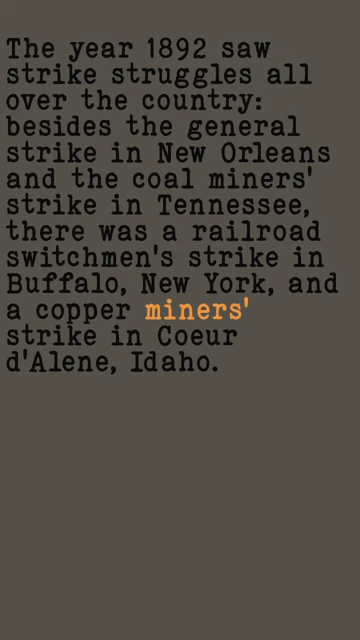 The year 1892 saw
strike struggles all
over the country:
besides the general
strike in New Orleans
and the coal miners'
strike in Tennessee,
there was a railroad
switchmen's strike in
Buffalo, New York, and
a copper miners'
strike in Coeur
d'Alene, Idaho.